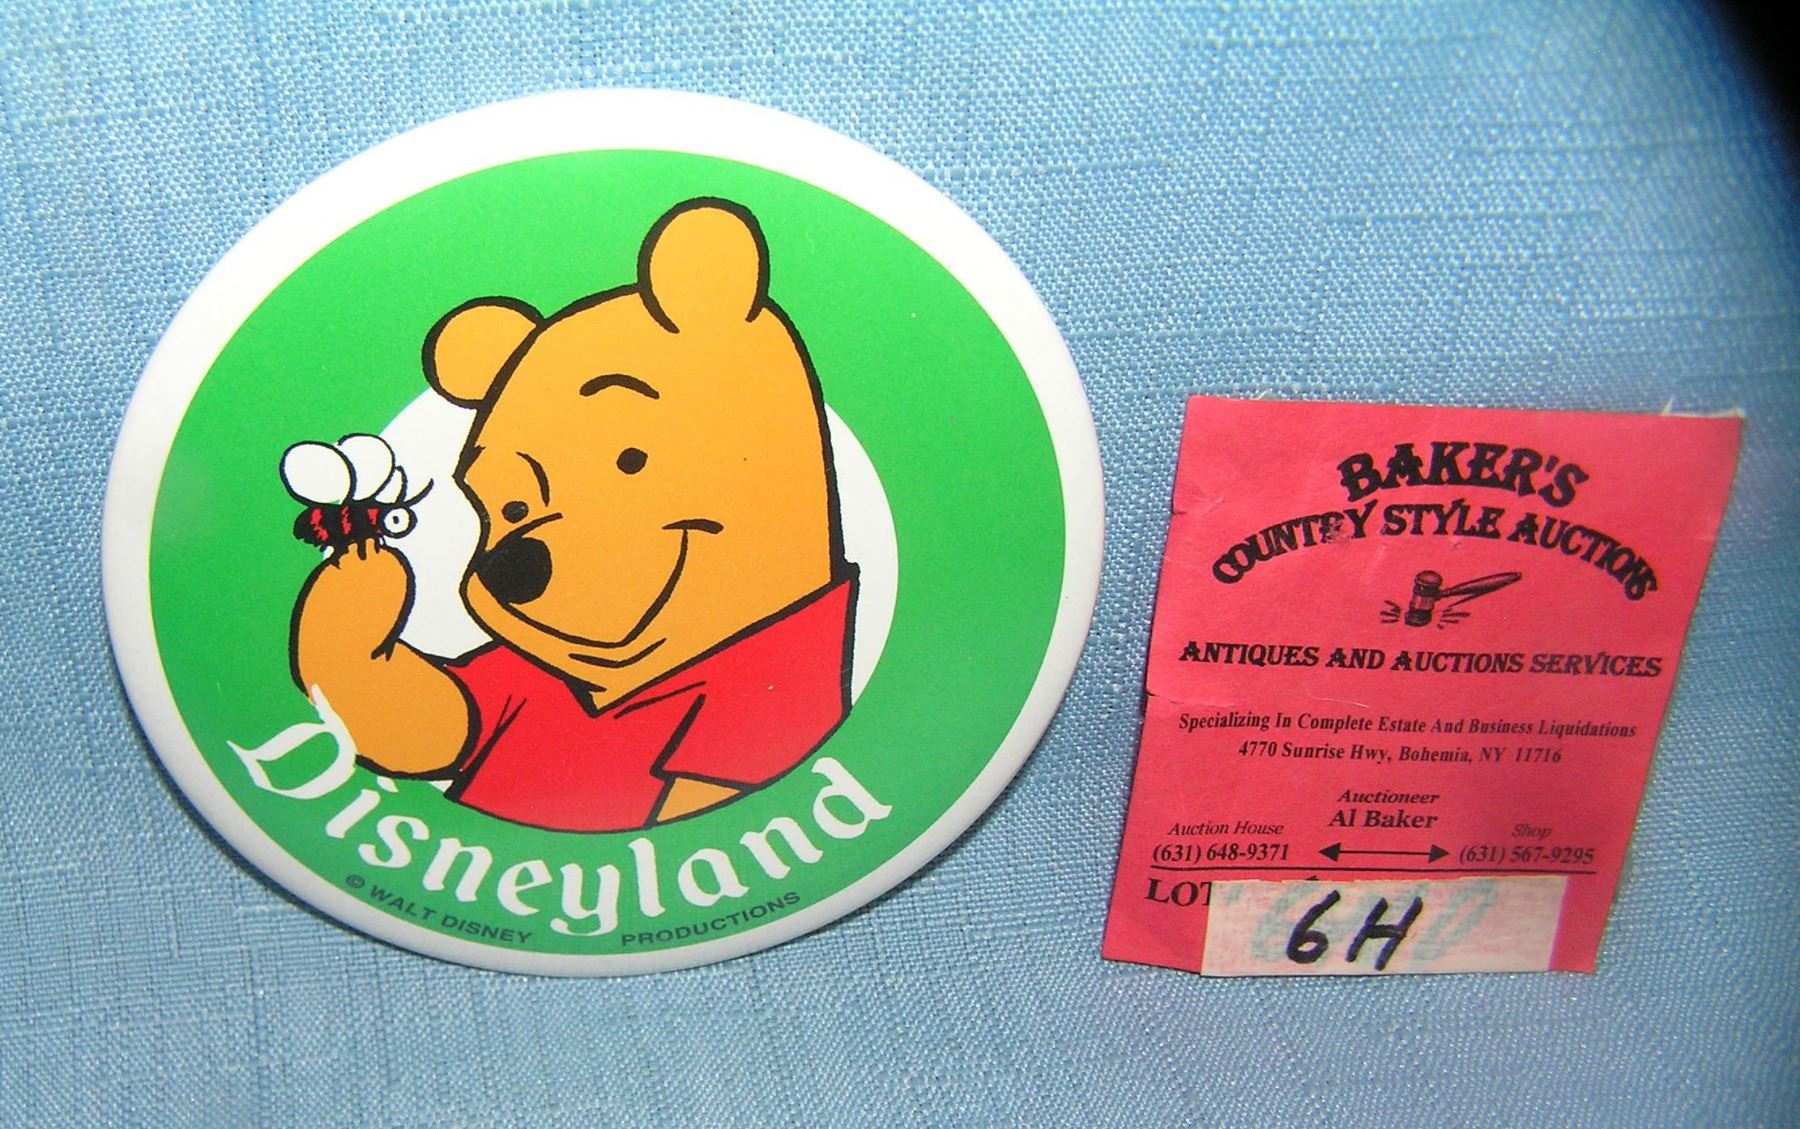 Disneyland
© WALT DISNEY PRODUCTIONS
BAKER'S
COUNTRY STYLE AUCTIONS
ANTIQUES AND AUCTIONS SERVICES
Specializing In Complete Estate And Business Liquidations
4770 Sunrise Hwy, Bohemia, NY 11716
Auctioneer
Al Baker
Auction House
Shop
(631) 648-9371
(631) 567-9295
LOT
6H